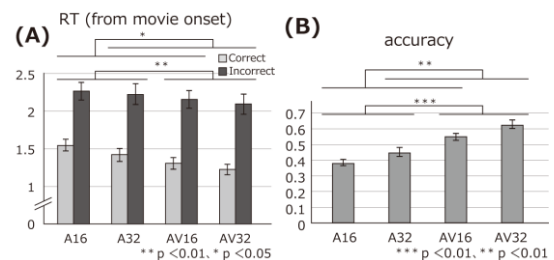 RT (from movie onset)
(A)
*
Correct
Incorrect
**
2.5
2
1.5
1
0
A16 A32 AV16 AV32
** p <0.01、* p <0.05
(B)
accuracy
**
***
0.7
0.6
0.5
0.4
0.3
0.2
0.1
0
A16 A32 AV16 AV32
*** p <0.01、** p <0.01